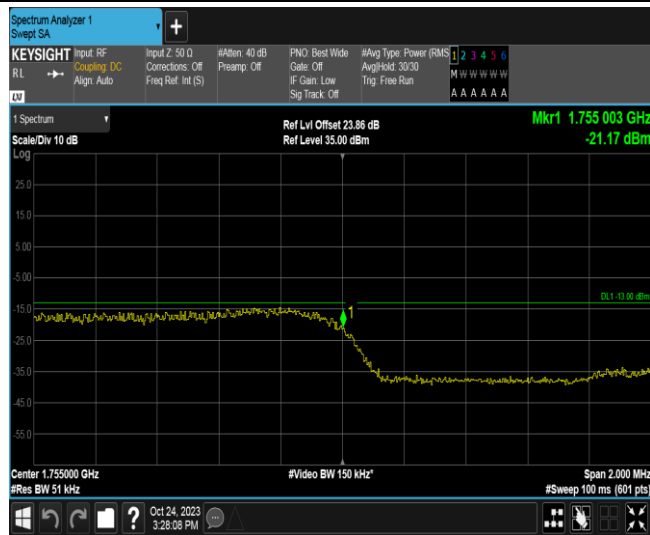 Spectrum Analyzer 1
Swept SA
+
KEYSIGHT
RL
LXI
Input: RF
Coupling: DC
Align: Auto
Input Z: 50 Ω
Corrections: Off
Freq Ref: Int (S)
#Atten: 40 dB
Preamp: Off
PNO: Best Wide
Gate: Off
IF Gain: Low
Sig Track: Off
#Avg Type: Power (RMS
Avg|Hold: 30/30
Trig: Free Run
1 2 3 4 5 6
M W W W W W
A A A A A A
1 Spectrum
Scale/Div 10 dB
Log
Ref Lvl Offset 23.86 dB
Ref Level 35.00 dBm
Mkr1 1.755 003 GHz
-21.17 dBm
25.0
15.0
5.00
-5.00
DL1 -13.00 dBm
-15.0
1
-25.0
-35.0
-45.0
-55.0
Center 1.755000 GHz
#Video BW 150 kHz*
Span 2.000 MHz
#Res BW 51 kHz
#Sweep 100 ms (601 pts)
?
Oct 24, 2023
3:28:08 PM